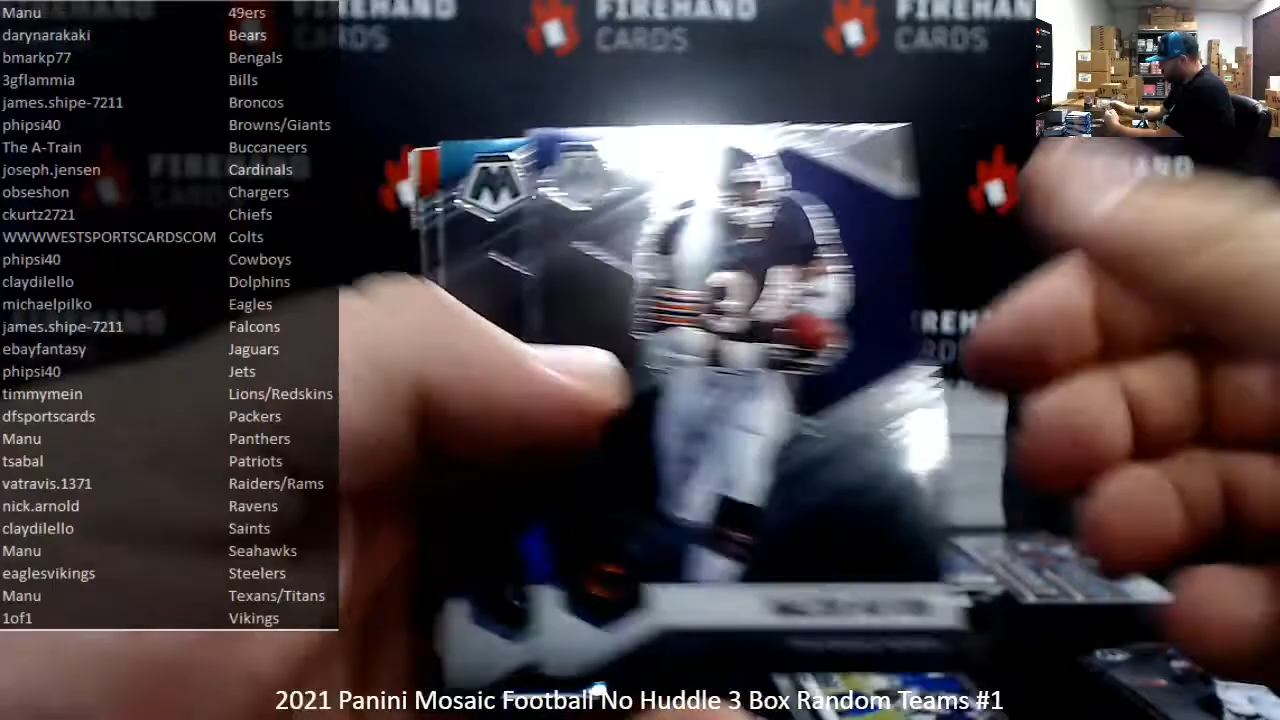 Manu 49ers
darynarakaki Bears
bmarkp77 Bengals
3gflammia Bills
james.shipe-7211 Broncos
phipsi40 Browns/Giants
The A-Train Buccaneers
joseph.jensen Cardinals
obseshon Chargers
ckurtz2721 Chiefs
WWWWESTSPORTSCARDSCOM Colts
phipsi40 Cowboys
claydilello Dolphins
michaelpilko Eagles
james.shipe-7211 Falcons
ebayfantasy Jaguars
phipsi40 Jets
timmymein Lions/Redskins
dfsportscards Packers
Manu Panthers
tsabal Patriots
vatravis.1371 Raiders/Rams
nick.arnold Ravens
claydilello Saints
Manu Seahawks
eaglesvikings Steelers
Manu Texans/Titans
1of1 Vikings
FIREHAND CARDS
FIREHAND CARDS
34
2021 Panini Mosaic Football No Huddle 3 Box Random Teams #1